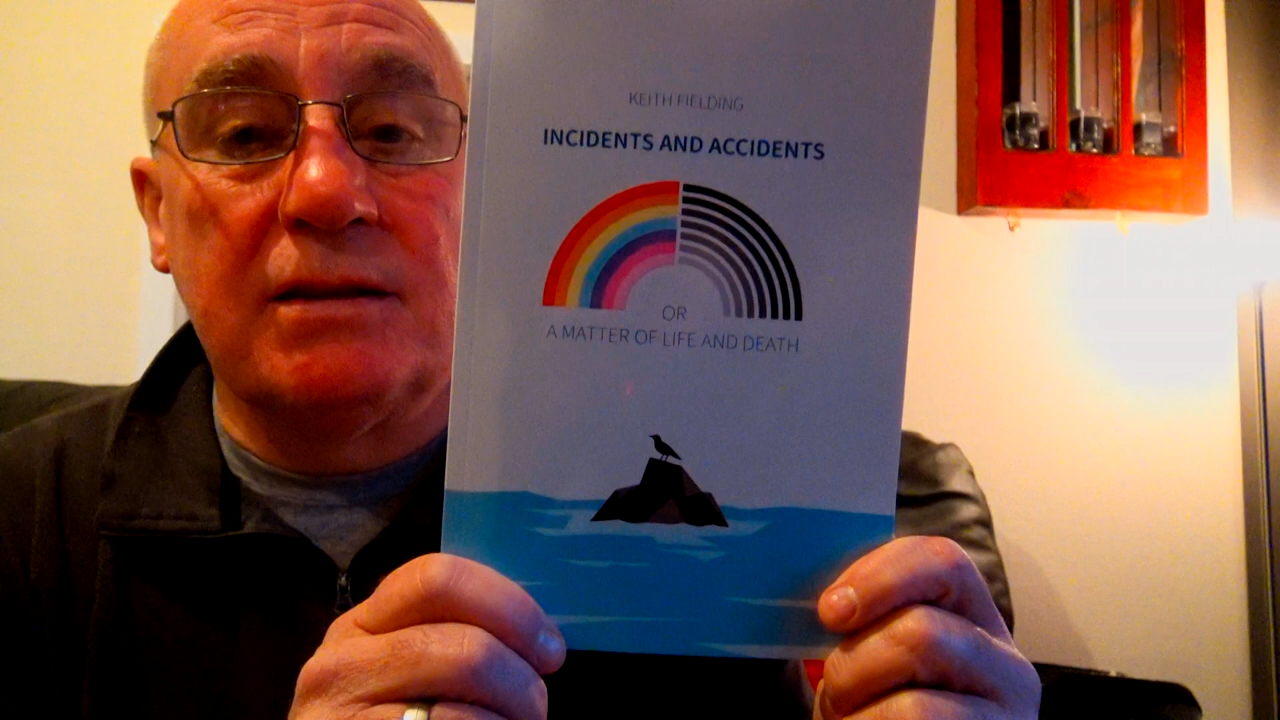 KEITH FIELDING
INCIDENTS AND ACCIDENTS
OR
A MATTER OF LIFE AND DEATH